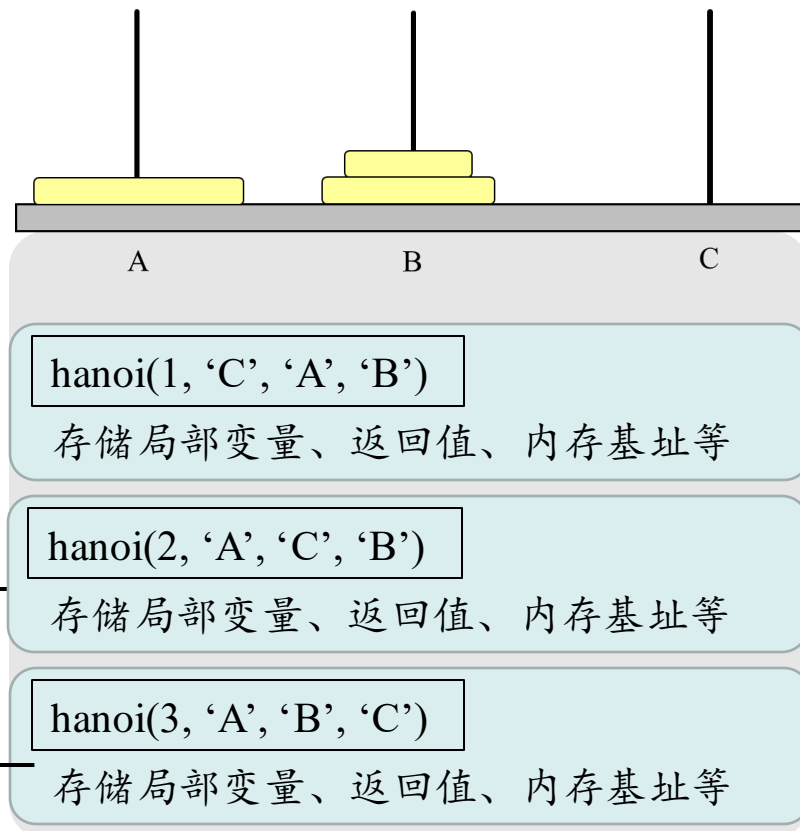 A B C
hanoi(1, ‘C’, ‘A’, ‘B’)
存储局部变量、返回值、内存基址等
hanoi(2, ‘A’, ‘C’, ‘B’)
存储局部变量、返回值、内存基址等
hanoi(3, ‘A’, ‘B’, ‘C’)
存储局部变量、返回值、内存基址等